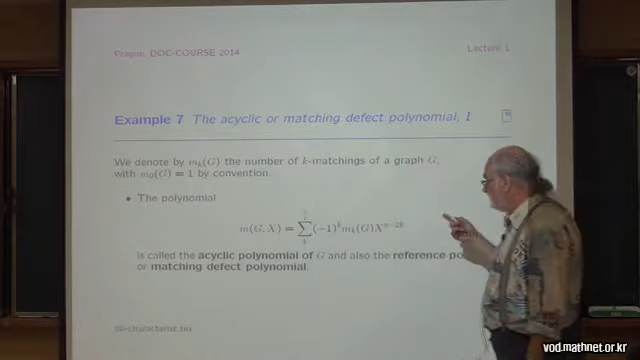 Prague, DOC-COURSE 2014
Lecture 1
Example 7 The acyclic or matching defect polynomial, I
We denote by m_k(G) the number of k-matchings of a graph G,
with m_0(G) = 1 by convention.
• The polynomial
m(G, X) = ∑_k (−1)^k m_k(G) X^{n−2k}
is called the acyclic polynomial of G and also the reference po
or matching defect polynomial.
vod.mathnet.or.kr